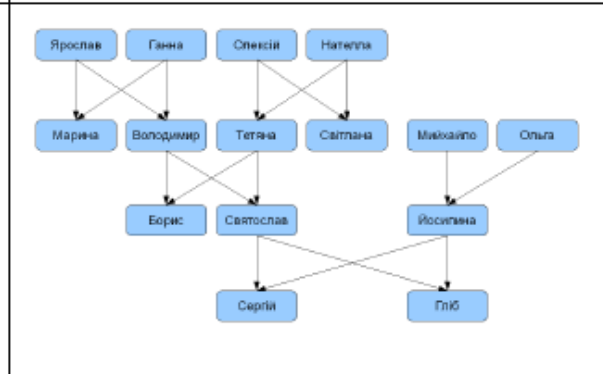 Ярослав Ганна Олексій Нателла
Марина Володимир Тетяна Світлана Михайло Ольга
Борис Святослав Йосипина
Сергій Гліб